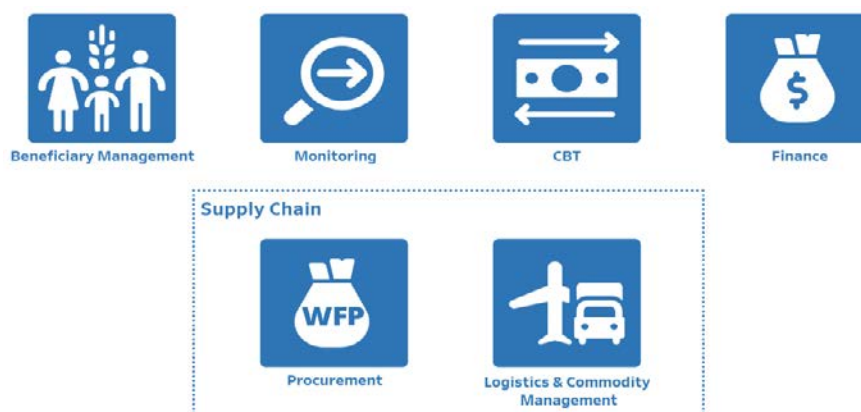 Beneficiary Management
Monitoring
CBT
$
Finance
Supply Chain
WFP
Procurement
Logistics & Commodity
Management